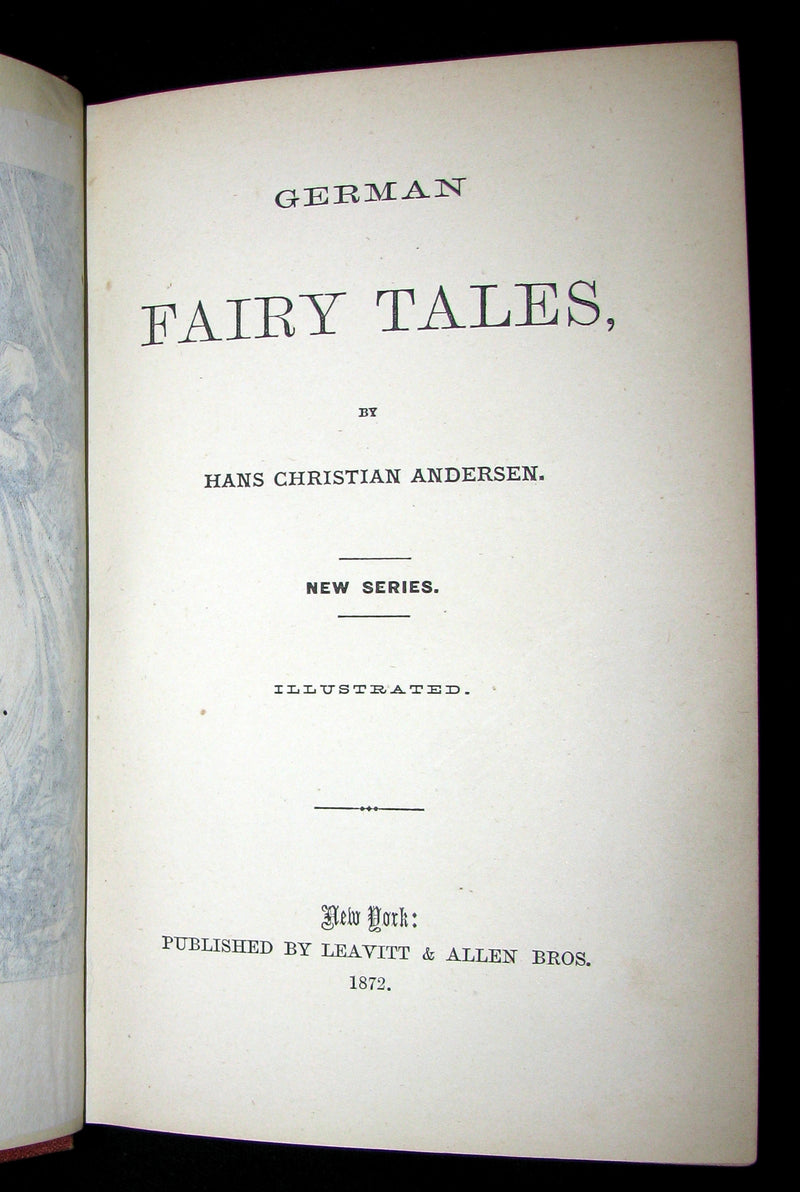 GERMAN
FAIRY TALES,
BY
HANS CHRISTIAN ANDERSEN.
NEW SERIES.
ILLUSTRATED.
New York:
PUBLISHED BY LEAVITT & ALLEN BROS.
1872.